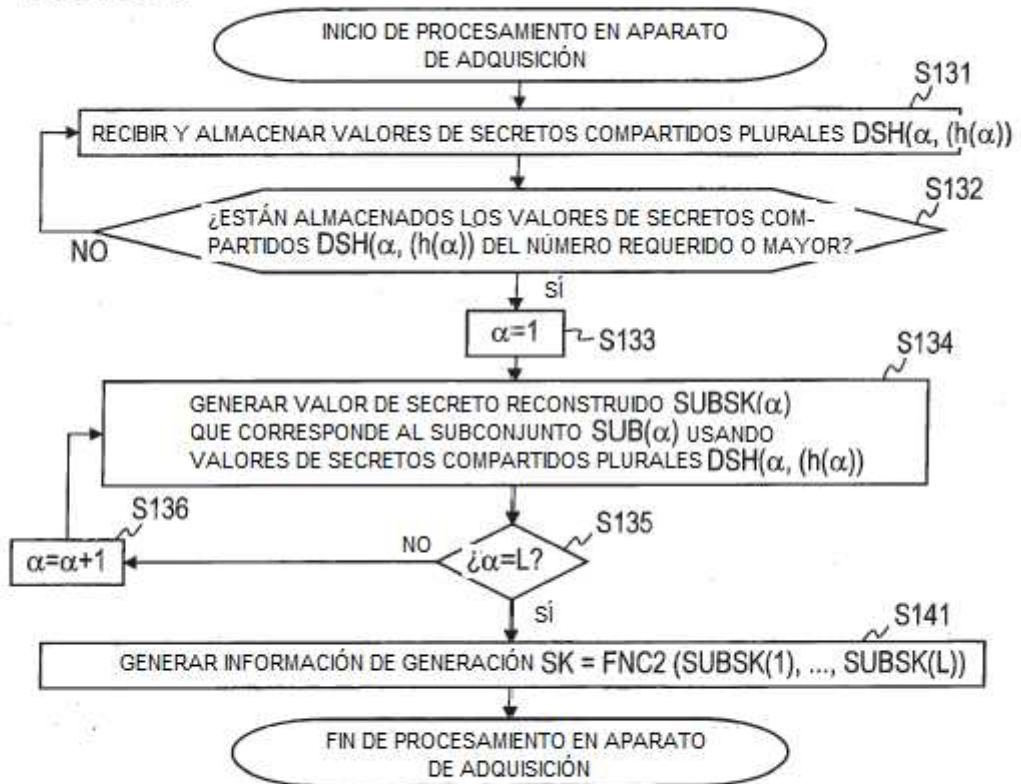 INICIO DE PROCESAMIENTO EN APARATO
DE ADQUISICIÓN
S131
RECIBIR Y ALMACENAR VALORES DE SECRETOS COMPARTIDOS PLURALES DSH(α, (h(α))
S132
¿ESTÁN ALMACENADOS LOS VALORES DE SECRETOS COM-
PARTIDOS DSH(α, (h(α)) DEL NÚMERO REQUERIDO O MAYOR?
NO
SÍ
α=1
S133
S134
GENERAR VALOR DE SECRETO RECONSTRUIDO SUBSK(α)
QUE CORRESPONDE AL SUBCONJUNTO SUB(α) USANDO
VALORES DE SECRETOS COMPARTIDOS PLURALES DSH(α, (h(α))
S136
α=α+1
NO
S135
¿α=L?
SÍ
S141
GENERAR INFORMACIÓN DE GENERACIÓN SK = FNC2 (SUBSK(1), ..., SUBSK(L))
FIN DE PROCESAMIENTO EN APARATO
DE ADQUISICIÓN